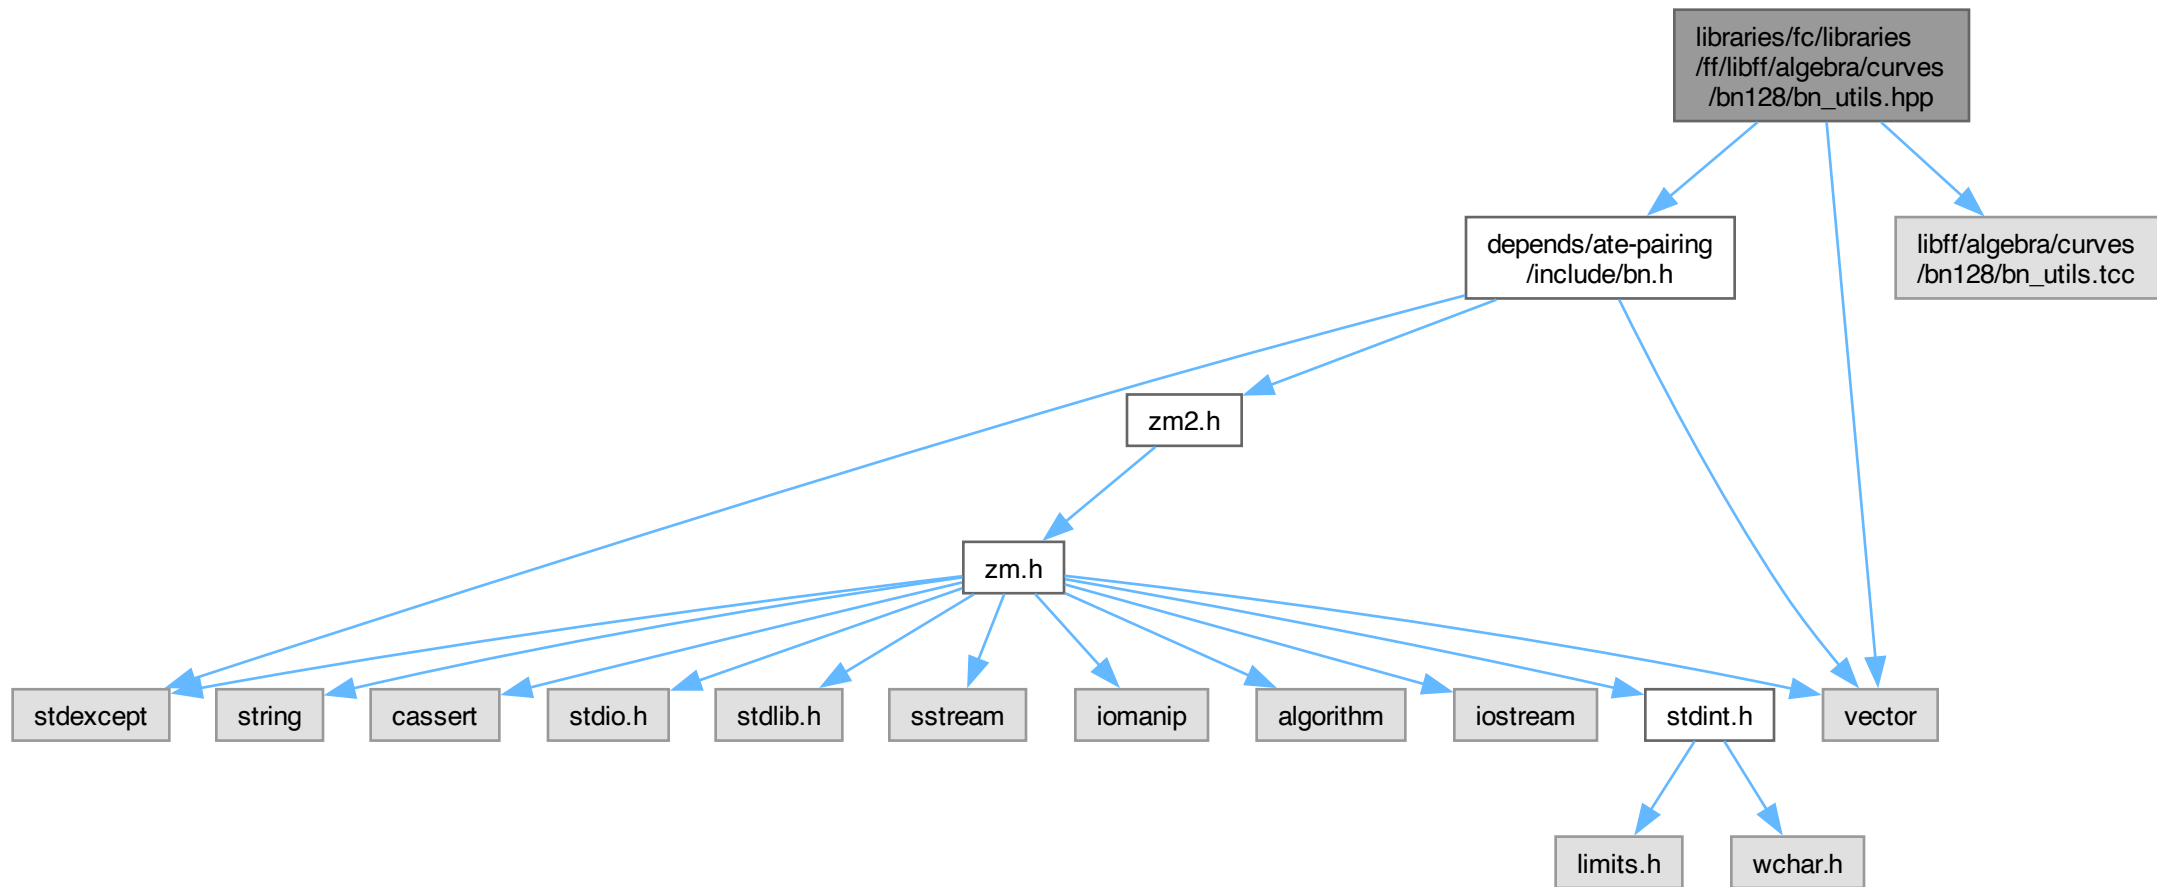 libraries/fc/libraries
/ff/libff/algebra/curves
/bn128/bn_utils.hpp
depends/ate-pairing
/include/bn.h
libff/algebra/curves
/bn128/bn_utils.tcc
zm2.h
zm.h
stdexcept
string
cassert
stdio.h
stdlib.h
sstream
iomanip
algorithm
iostream
stdint.h
vector
limits.h
wchar.h